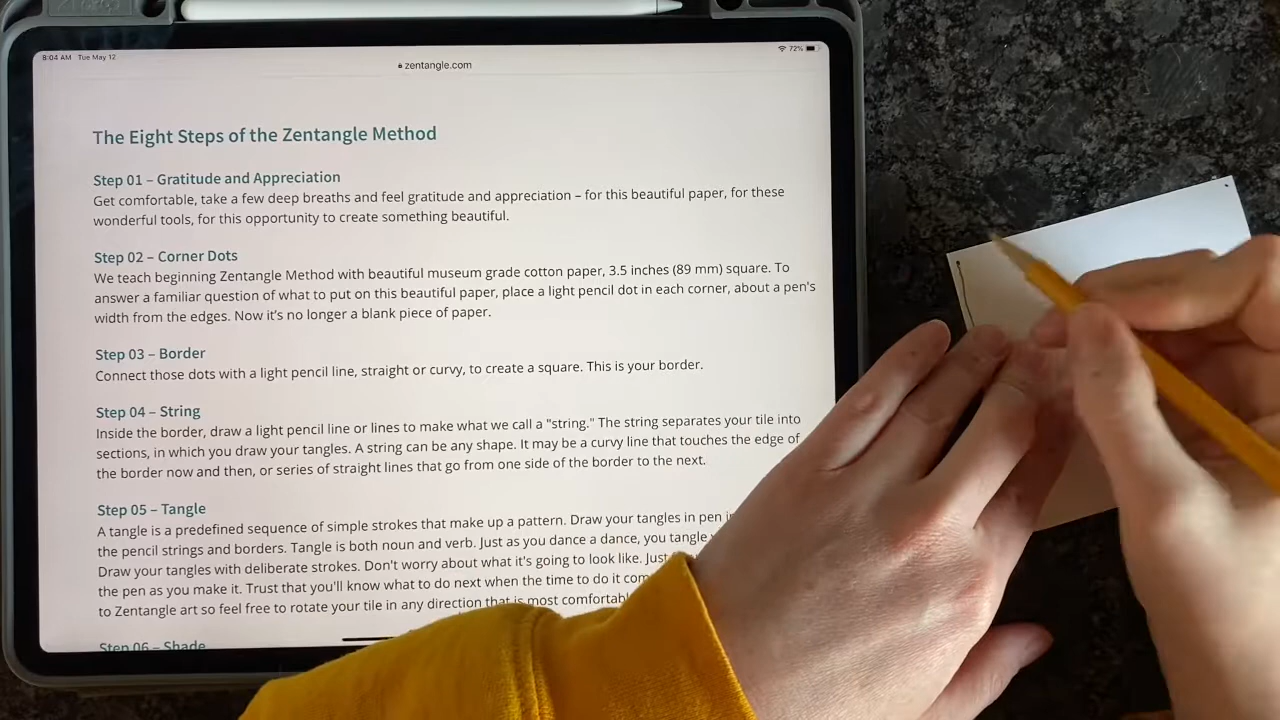 8:04 AM Tue May 12
72%
zentangle.com
The Eight Steps of the Zentangle Method
Step 01 – Gratitude and Appreciation
Get comfortable, take a few deep breaths and feel gratitude and appreciation – for this beautiful paper, for these
wonderful tools, for this opportunity to create something beautiful.
Step 02 – Corner Dots
We teach beginning Zentangle Method with beautiful museum grade cotton paper, 3.5 inches (89 mm) square. To
answer a familiar question of what to put on this beautiful paper, place a light pencil dot in each corner, about a pen's
width from the edges. Now it's no longer a blank piece of paper.
Step 03 – Border
Connect those dots with a light pencil line, straight or curvy, to create a square. This is your border.
Step 04 – String
Inside the border, draw a light pencil line or lines to make what we call a "string." The string separates your tile into
sections, in which you draw your tangles. A string can be any shape. It may be a curvy line that touches the edge of
the border now and then, or series of straight lines that go from one side of the border to the next.
Step 05 – Tangle
A tangle is a predefined sequence of simple strokes that make up a pattern. Draw your tangles in pen
the pencil strings and borders. Tangle is both noun and verb. Just as you dance a dance, you tangle
Draw your tangles with deliberate strokes. Don't worry about what it's going to look like. Just
the pen as you make it. Trust that you'll know what to do next when the time to do it
to Zentangle art so feel free to rotate your tile in any direction that is most
Step 06 – Shade